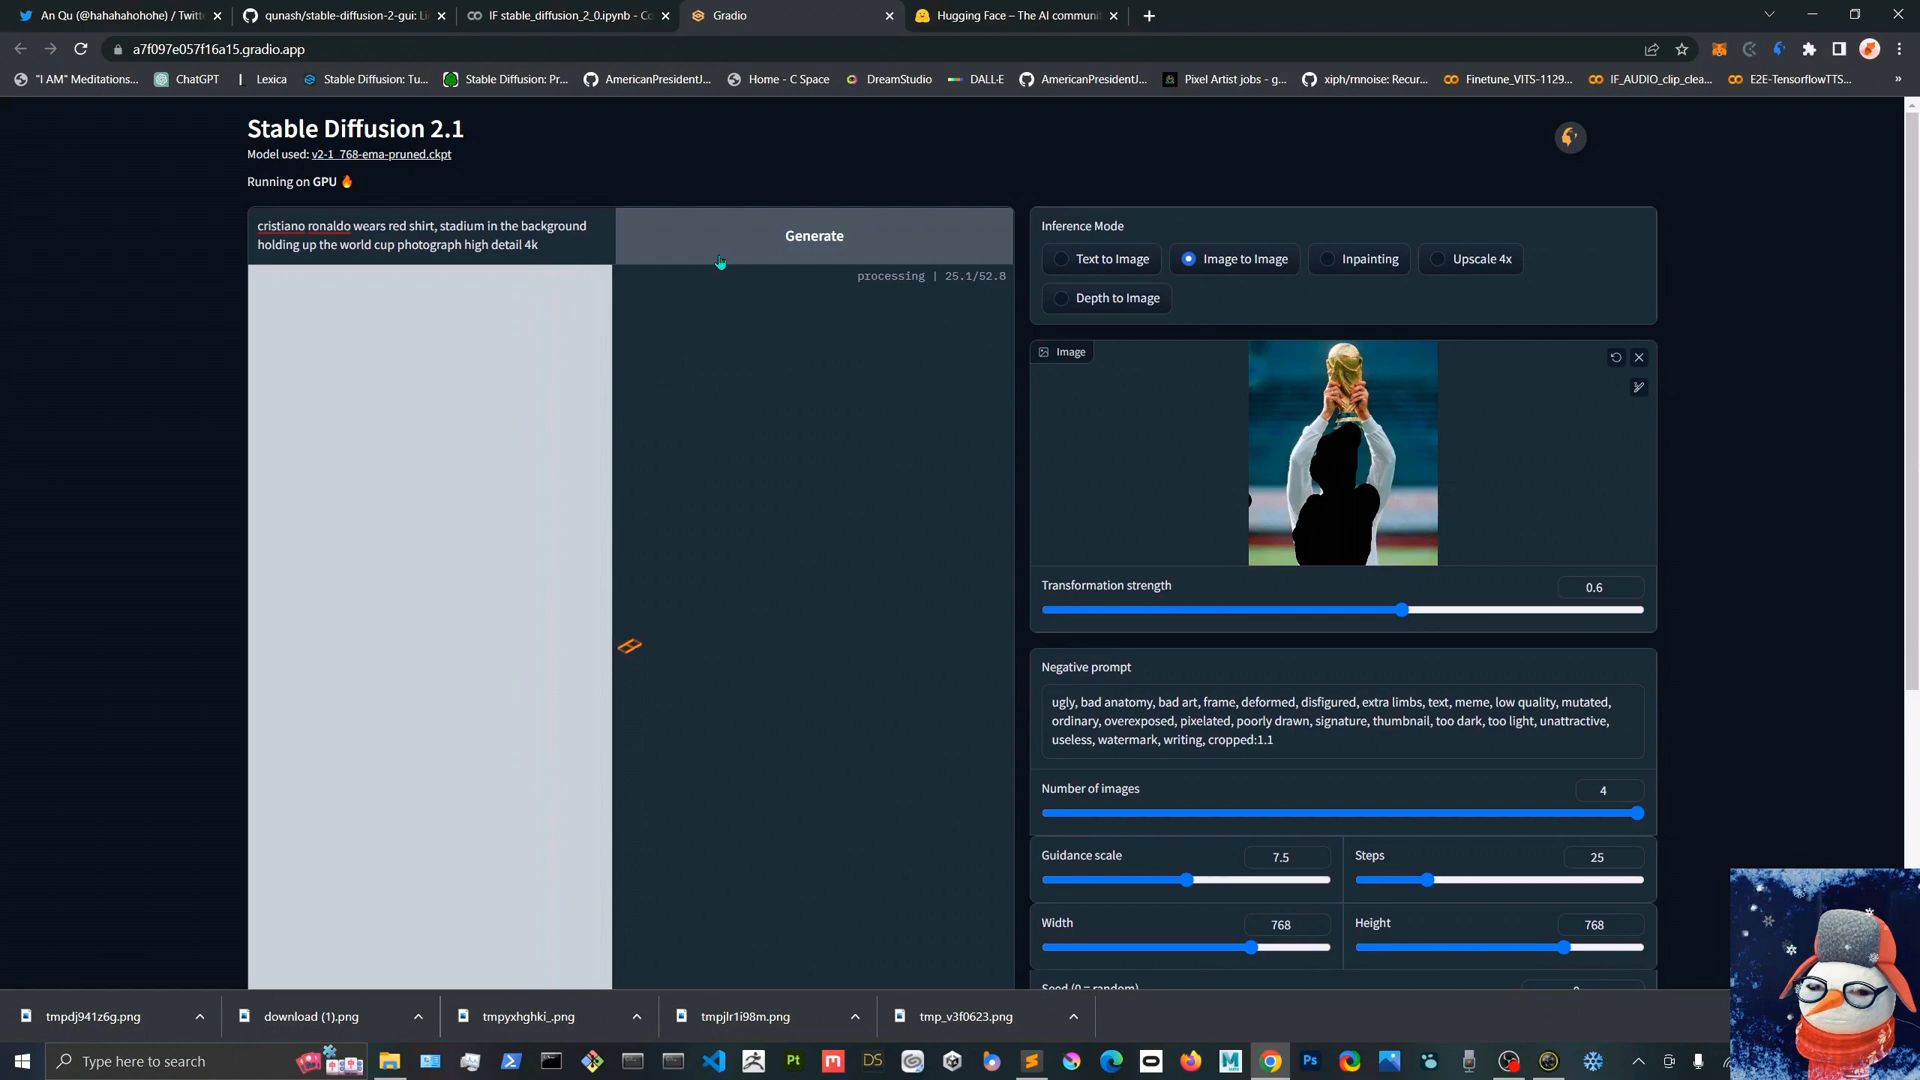 An Qu (@hahahahohohe) / Twitt
qunash/stable-diffusion-2-gui: Li
IF stable_diffusion_2_0.ipynb - Co
Gradio
Hugging Face – The AI communit
a7f097e057f16a15.gradio.app
"I AM" Meditations...
ChatGPT
Lexica
Stable Diffusion: Tu...
Stable Diffusion: Pr...
AmericanPresidentJ...
Home - C Space
DreamStudio
DALL·E
AmericanPresidentJ...
Pixel Artist jobs - g...
xiph/rnnoise: Recur...
Finetune_VITS-1129...
IF_AUDIO_clip_clea...
E2E-TensorflowTTS...
»
Stable Diffusion 2.1
Model used: v2-1_768-ema-pruned.ckpt
Running on GPU 🔥
cristiano ronaldo wears red shirt, stadium in the background
holding up the world cup photograph high detail 4k
Generate
processing | 25.1/52.8
Inference Mode
Text to Image
Image to Image
Inpainting
Upscale 4x
Depth to Image
Image
Transformation strength
0.6
Negative prompt
ugly, bad anatomy, bad art, frame, deformed, disfigured, extra limbs, text, meme, low quality, mutated,
ordinary, overexposed, pixelated, poorly drawn, signature, thumbnail, too dark, too light, unattractive,
useless, watermark, writing, cropped:1.1
Number of images
4
Guidance scale
7.5
Steps
25
Width
768
Height
768
Seed (0 = random)
tmpdj941z6g.png
download (1).png
tmpyxhghki_.png
tmpjlr1i98m.png
tmp_v3f0623.png
Type here to search
Pt
DS
Ps